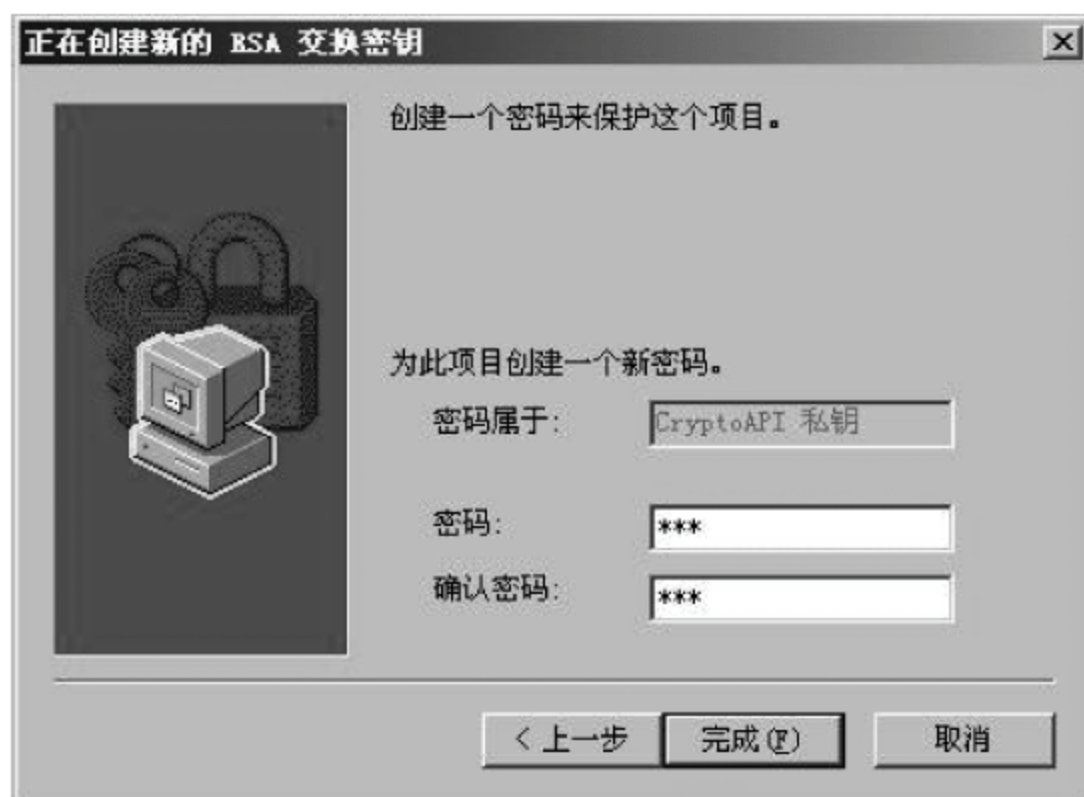 正在创建新的 RSA 交换密钥
创建一个密码来保护这个项目。
为此项目创建一个新密码。
密码属于: CryptoAPI 私钥
密码: ***
确认密码: ***
< 上一步 完成(F) 取消